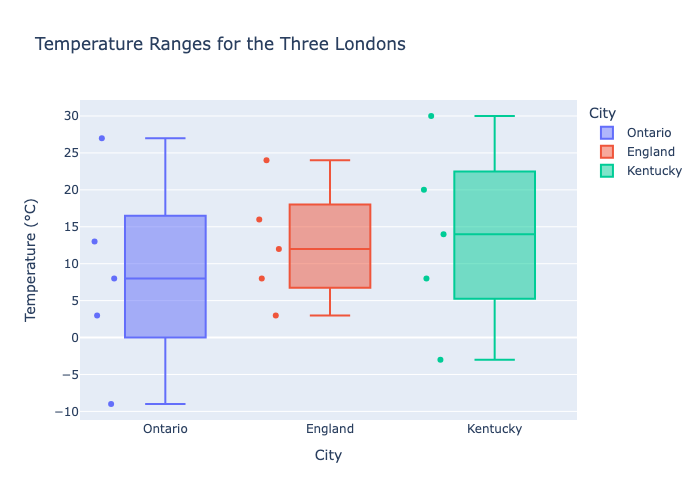 Temperature Ranges for the Three Londons
City
Ontario
England
Kentucky
Temperature (°C)
30
25
20
15
10
5
0
−5
−10
Ontario England Kentucky
City